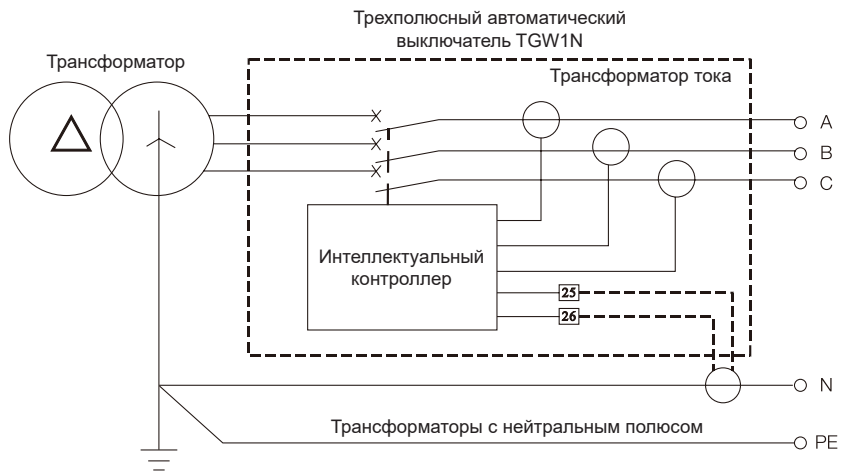 Трехполюсный автоматический
выключатель TGW1N
Трансформатор
Трансформатор тока
A
B
C
Интеллектуальный
контроллер
25
26
N
Трансформаторы с нейтральным полюсом
PE